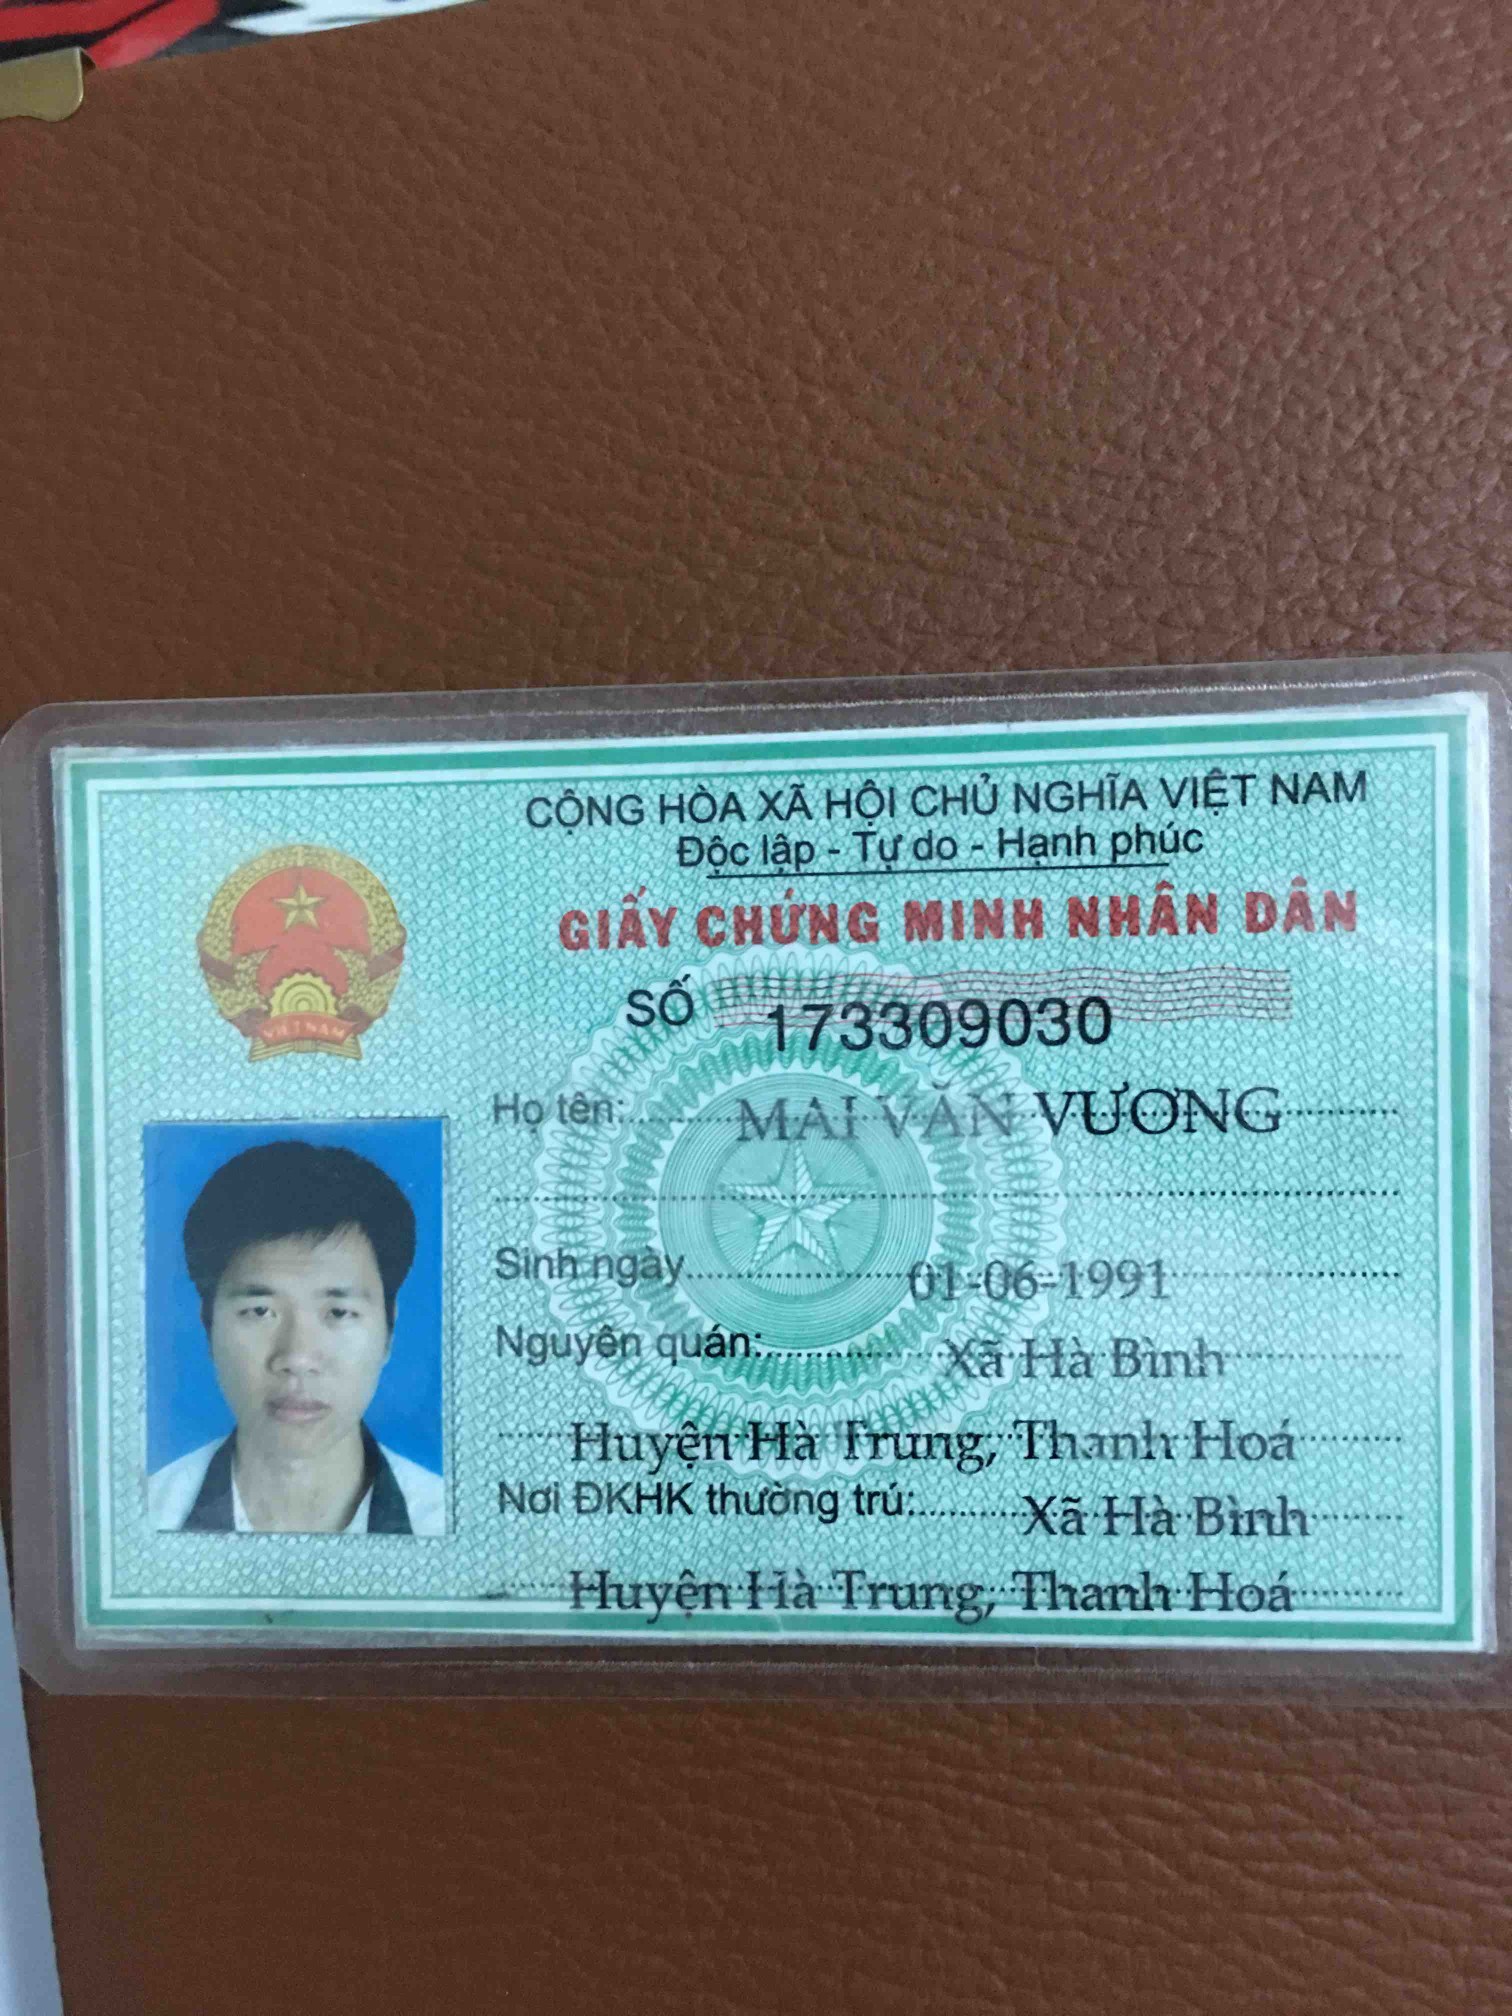 CỘNG HÒA XÃ HỘI CHỦ NGHĨA VIỆT NAM
Độc lập - Tự do - Hạnh phúc
GIẤY CHỨNG MINH NHÂN DÂN
SỐ 173309030
VIỆT NAM
Họ tên: MAI VĂN VƯƠNG
Sinh ngày 01-06-1991
Nguyên quán: Xã Hà Bình
Huyện Hà Trung, Thanh Hoá
Nơi ĐKHK thường trú: Xã Hà Bình
Huyện Hà Trung, Thanh Hoá